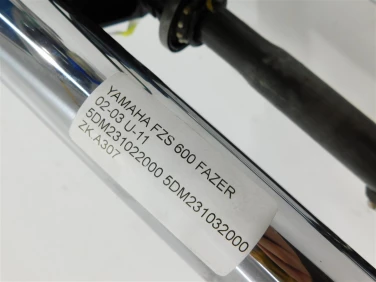 YAMAHA FZS 600 FAZER
02-03 U-11
5DM231022000 5DM231032000
ZK A307